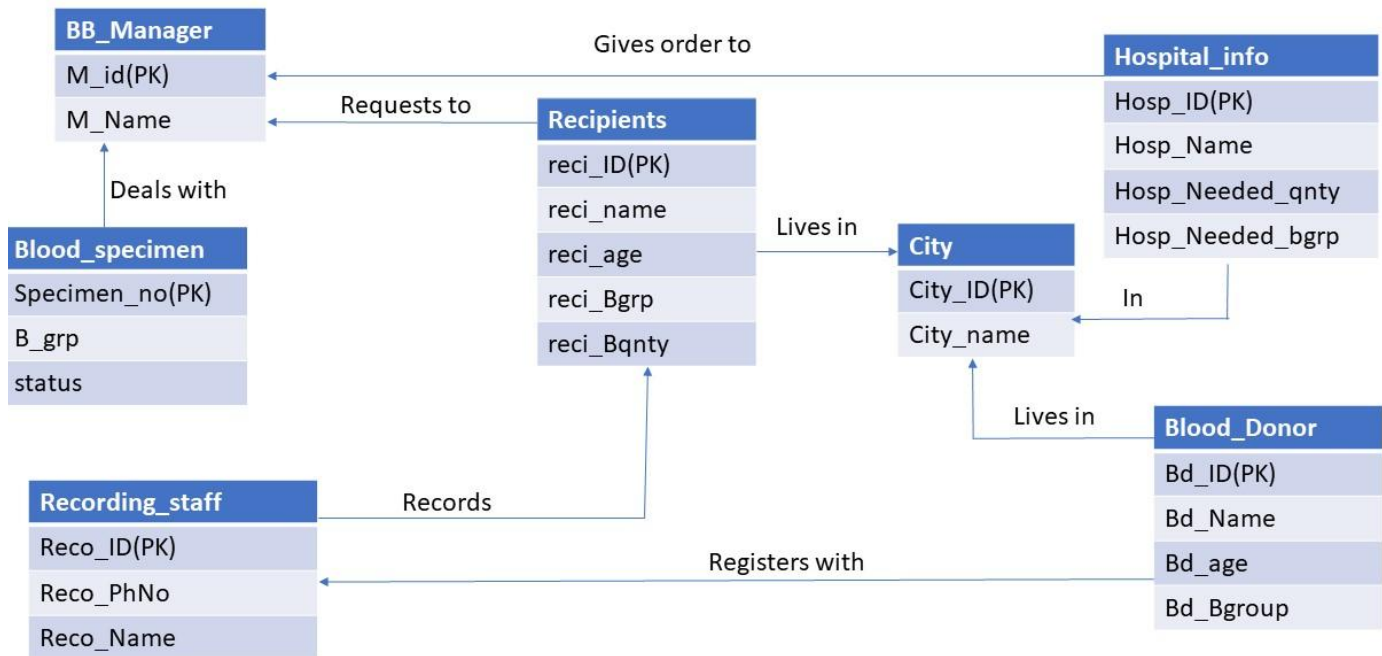 BB_Manager
M_id(PK)
M_Name
Gives order to
Hospital_info
Hosp_ID(PK)
Hosp_Name
Hosp_Needed_qnty
Hosp_Needed_bgrp
Requests to
Recipients
reci_ID(PK)
reci_name
reci_age
reci_Bgrp
reci_Bqnty
Deals with
Blood_specimen
Specimen_no(PK)
B_grp
status
Lives in
City
City_ID(PK)
City_name
In
Lives in
Blood_Donor
Bd_ID(PK)
Bd_Name
Bd_age
Bd_Bgroup
Recording_staff
Reco_ID(PK)
Reco_PhNo
Reco_Name
Records
Registers with